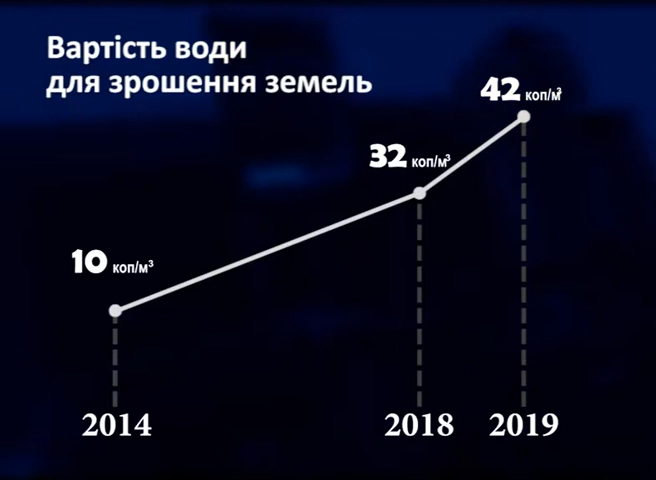 Вартість води
для зрошення земель
42 коп/м³
32 коп/м³
10 коп/м³
2014 2018 2019